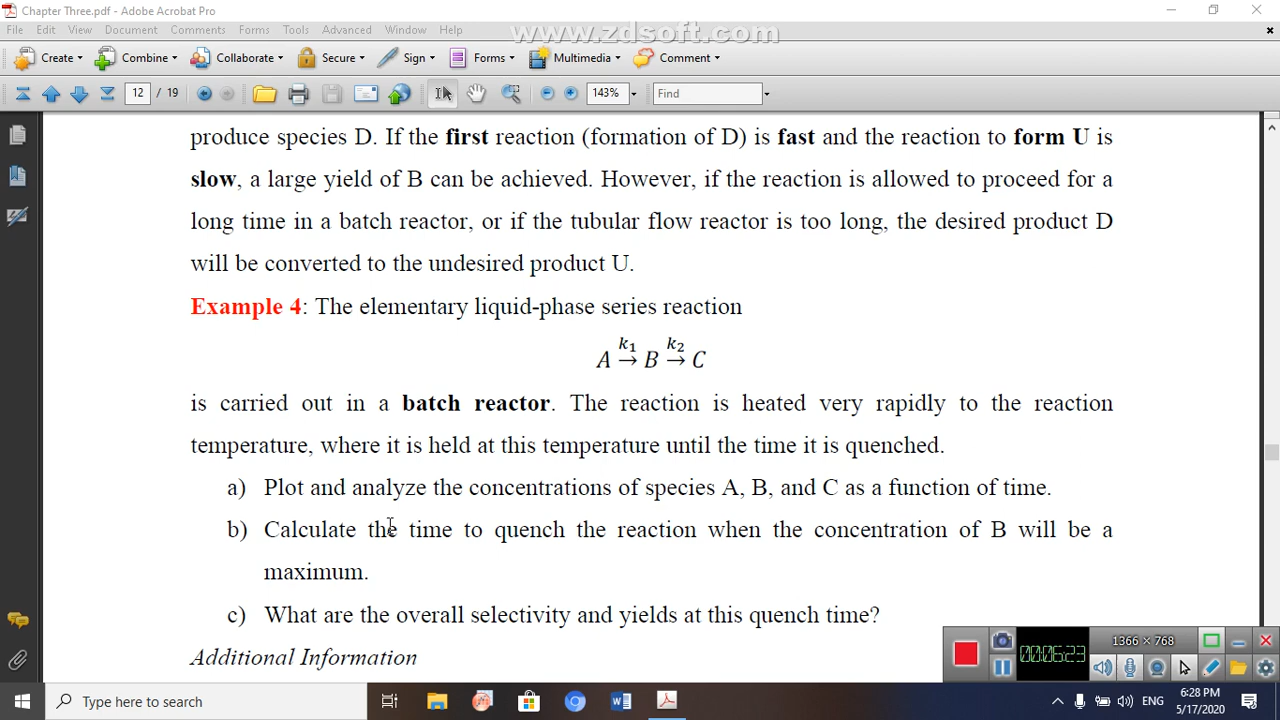 Chapter Three.pdf - Adobe Acrobat Pro
www.zdsoft.com
File Edit View Document Comments Forms Tools Advanced Window Help
Create Combine Collaborate Secure Sign Forms Multimedia Comment
12 / 19 143% Find
produce species D. If the first reaction (formation of D) is fast and the reaction to form U is
slow, a large yield of B can be achieved. However, if the reaction is allowed to proceed for a
long time in a batch reactor, or if the tubular flow reactor is too long, the desired product D
will be converted to the undesired product U.
Example 4: The elementary liquid-phase series reaction
k₁ k₂
A → B → C
is carried out in a batch reactor. The reaction is heated very rapidly to the reaction
temperature, where it is held at this temperature until the time it is quenched.
a) Plot and analyze the concentrations of species A, B, and C as a function of time.
b) Calculate the time to quench the reaction when the concentration of B will be a
maximum.
c) What are the overall selectivity and yields at this quench time?
Additional Information
1366 × 768
00:06:23
Type here to search
ENG
6:28 PM
5/17/2020